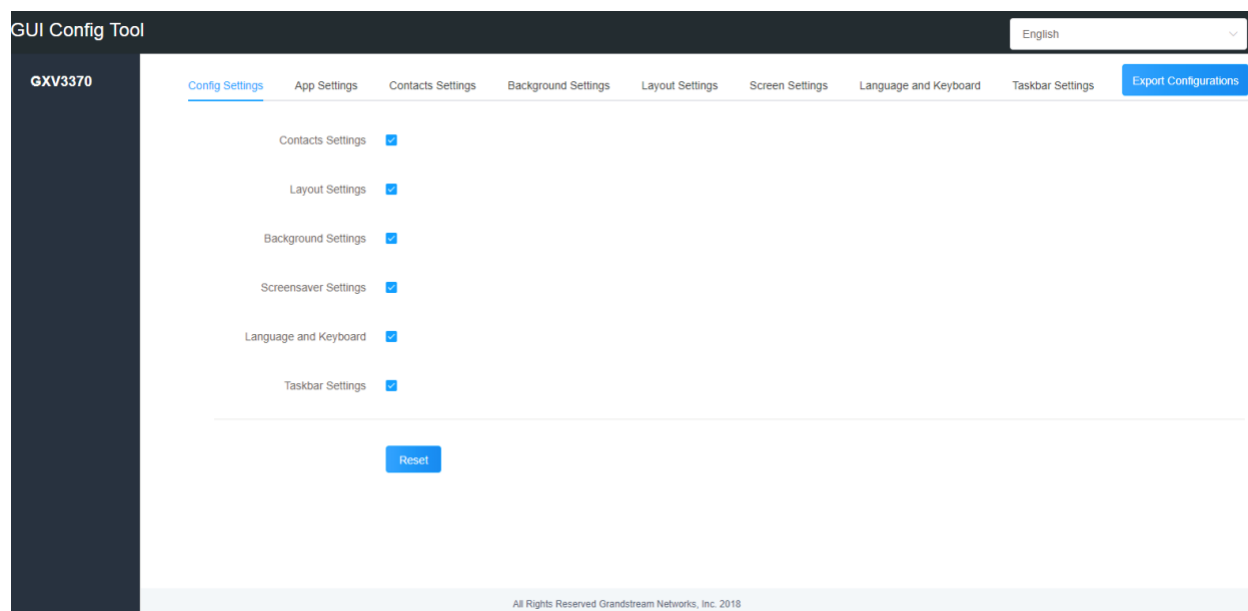 GUI Config Tool
English
GXV3370
Config Settings App Settings Contacts Settings Background Settings Layout Settings Screen Settings Language and Keyboard Taskbar Settings Export Configurations
Contacts Settings
Layout Settings
Background Settings
Screensaver Settings
Language and Keyboard
Taskbar Settings
Reset
All Rights Reserved Grandstream Networks, Inc. 2018